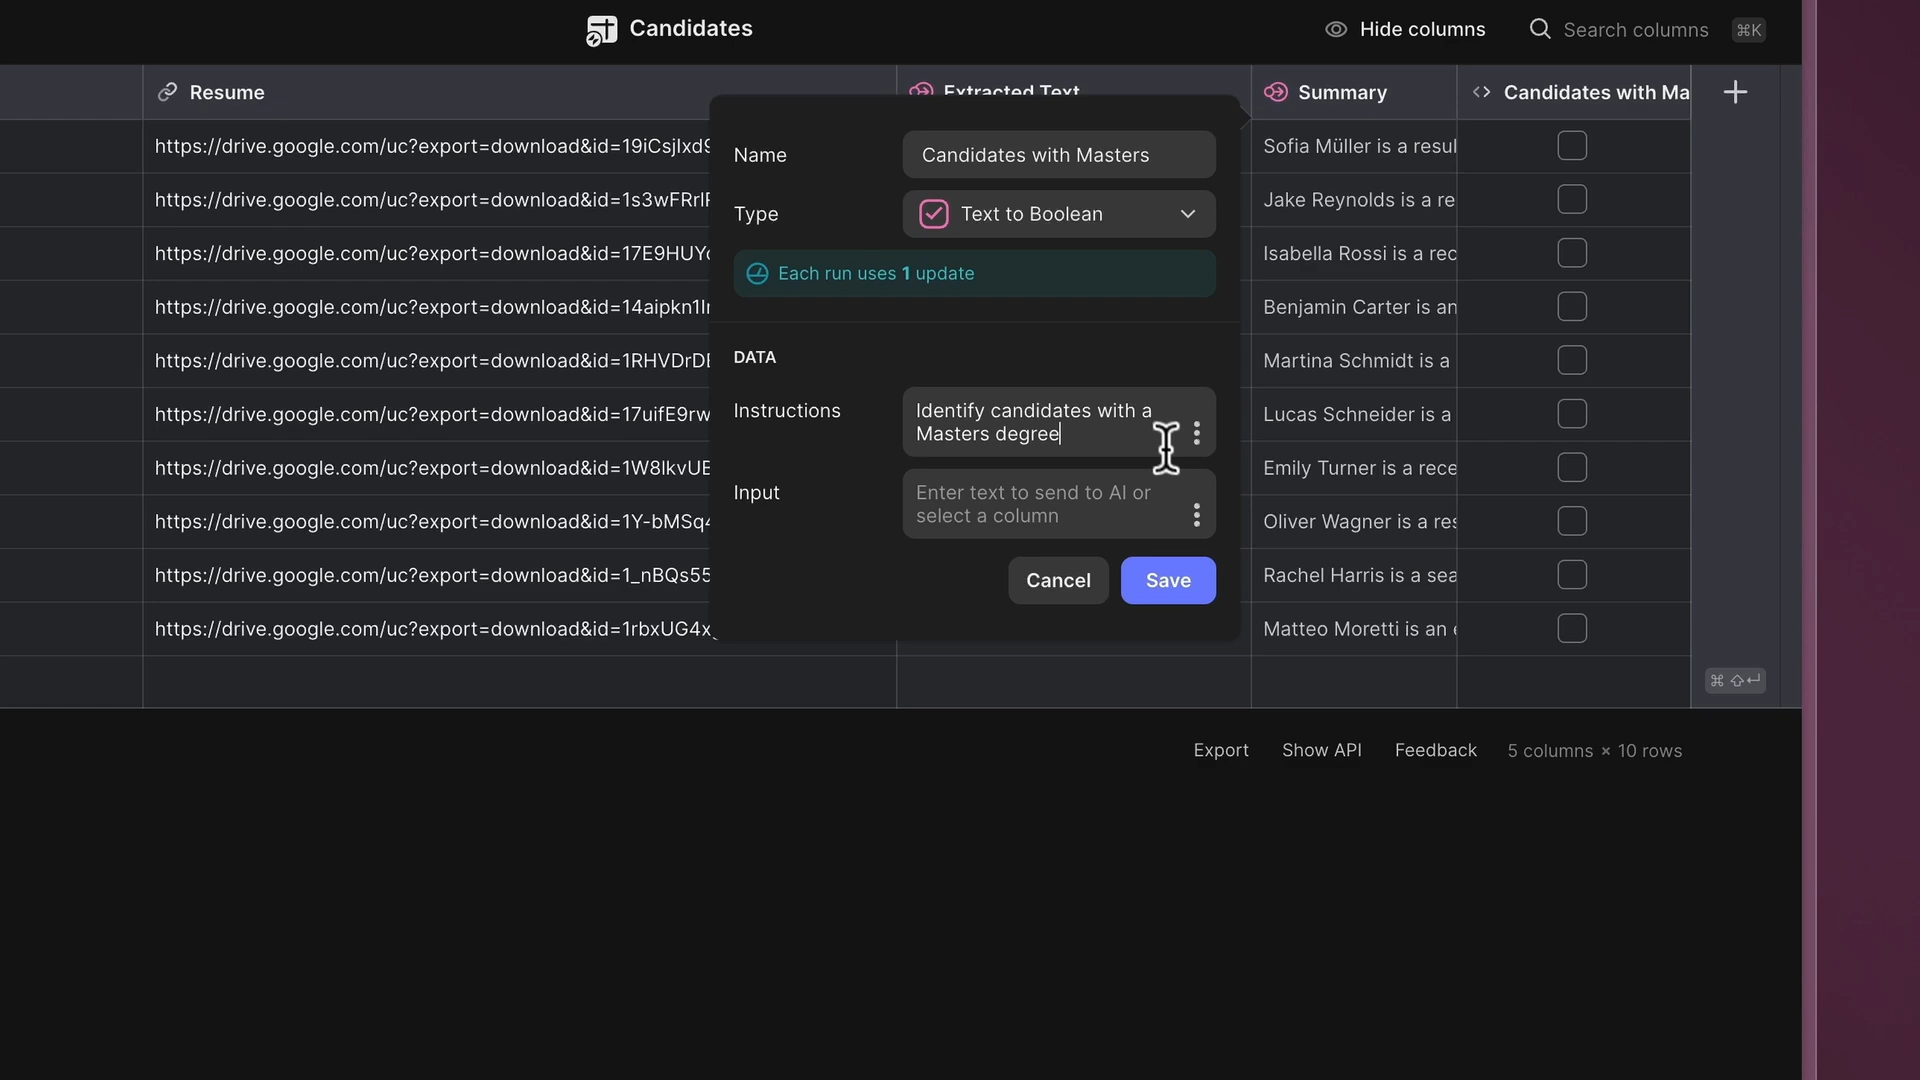 Candidates
Hide columns
Search columns
⌘K
Resume
Extracted Text
Summary
Candidates with Ma
https://drive.google.com/uc?export=download&id=19iCsjIxd9
Sofia Müller is a resul
https://drive.google.com/uc?export=download&id=1s3wFRrIF
Jake Reynolds is a re
https://drive.google.com/uc?export=download&id=17E9HUYc
Isabella Rossi is a rec
https://drive.google.com/uc?export=download&id=14aipkn1Ir
Benjamin Carter is an
https://drive.google.com/uc?export=download&id=1RHVDrDE
Martina Schmidt is a
https://drive.google.com/uc?export=download&id=17uifE9rw
Lucas Schneider is a
https://drive.google.com/uc?export=download&id=1W8IkvUE
Emily Turner is a rece
https://drive.google.com/uc?export=download&id=1Y-bMSq4
Oliver Wagner is a res
https://drive.google.com/uc?export=download&id=1_nBQs55
Rachel Harris is a sea
https://drive.google.com/uc?export=download&id=1rbxUG4x
Matteo Moretti is an e
Name
Candidates with Masters
Type
Text to Boolean
Each run uses 1 update
DATA
Instructions
Identify candidates with a
Masters degree
Input
Enter text to send to AI or
select a column
Cancel
Save
Export
Show API
Feedback
5 columns × 10 rows